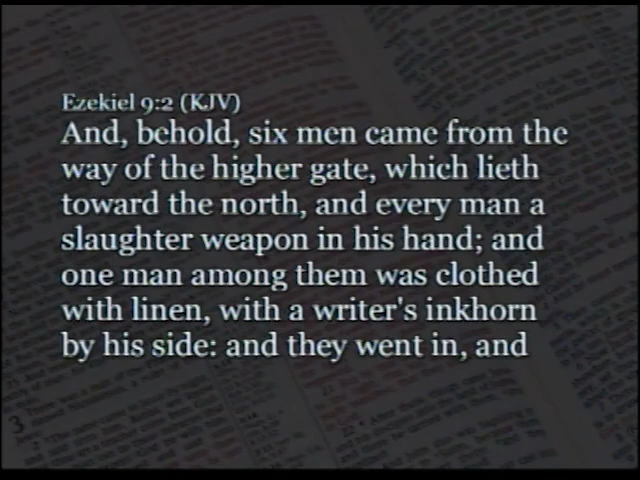 Ezekiel 9:2 (KJV)
And, behold, six men came from the
way of the higher gate, which lieth
toward the north, and every man a
slaughter weapon in his hand; and
one man among them was clothed
with linen, with a writer's inkhorn
by his side: and they went in, and